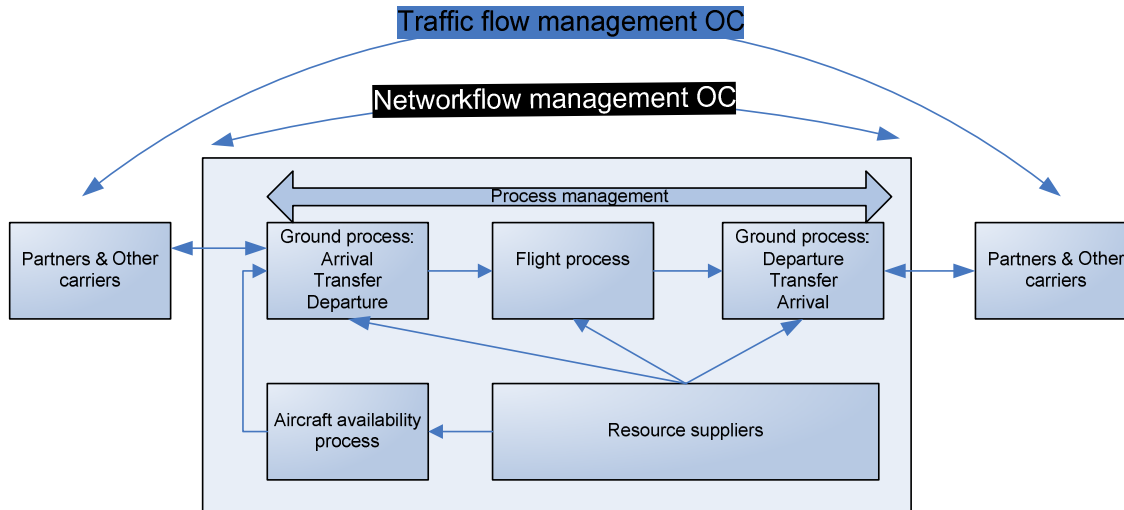 Traffic flow management OC
Networkflow management OC
Process management
Partners & Other
carriers
Ground process:
Arrival
Transfer
Departure
Flight process
Ground process:
Departure
Transfer
Arrival
Partners & Other
carriers
Aircraft availability
process
Resource suppliers